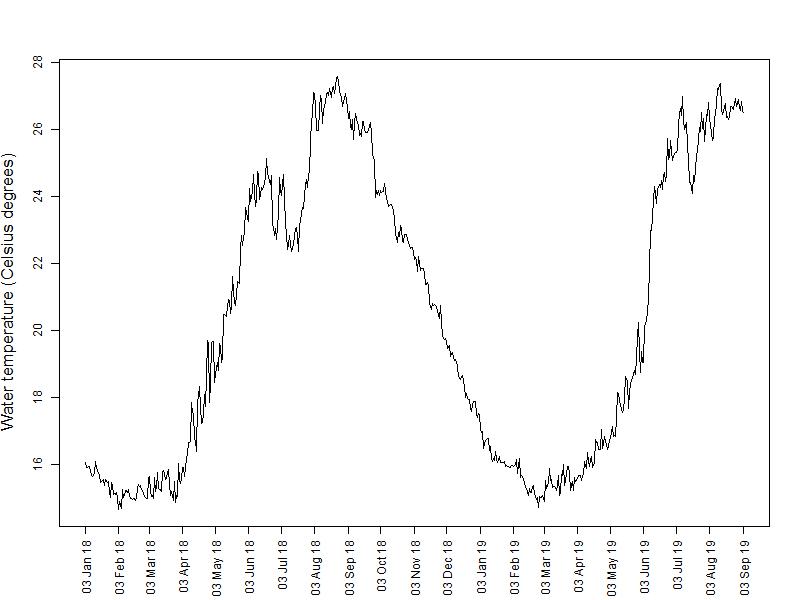 Water temperature (Celsius degrees)
28
26
24
22
20
18
16
03 Jan 18
03 Feb 18
03 Mar 18
03 Apr 18
03 May 18
03 Jun 18
03 Jul 18
03 Aug 18
03 Sep 18
03 Oct 18
03 Nov 18
03 Dec 18
03 Jan 19
03 Feb 19
03 Mar 19
03 Apr 19
03 May 19
03 Jun 19
03 Jul 19
03 Aug 19
03 Sep 19